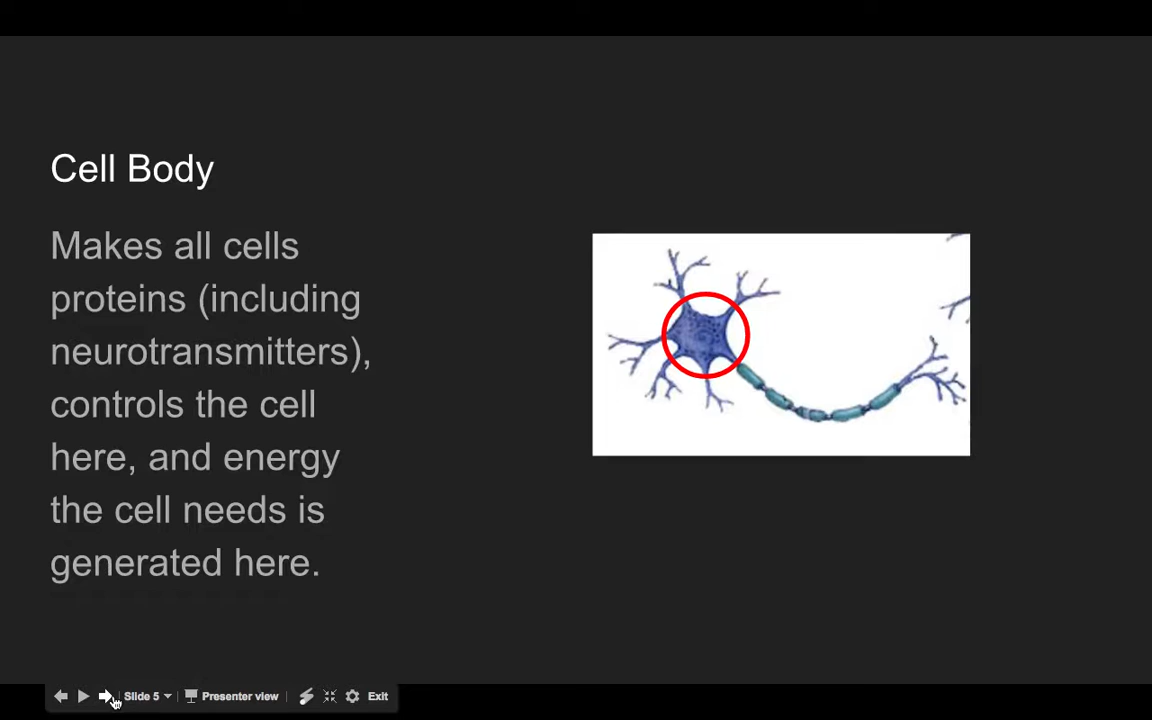 Cell Body
Makes all cells
proteins (including
neurotransmitters),
controls the cell
here, and energy
the cell needs is
generated here.
Slide 5
Presenter view
Exit